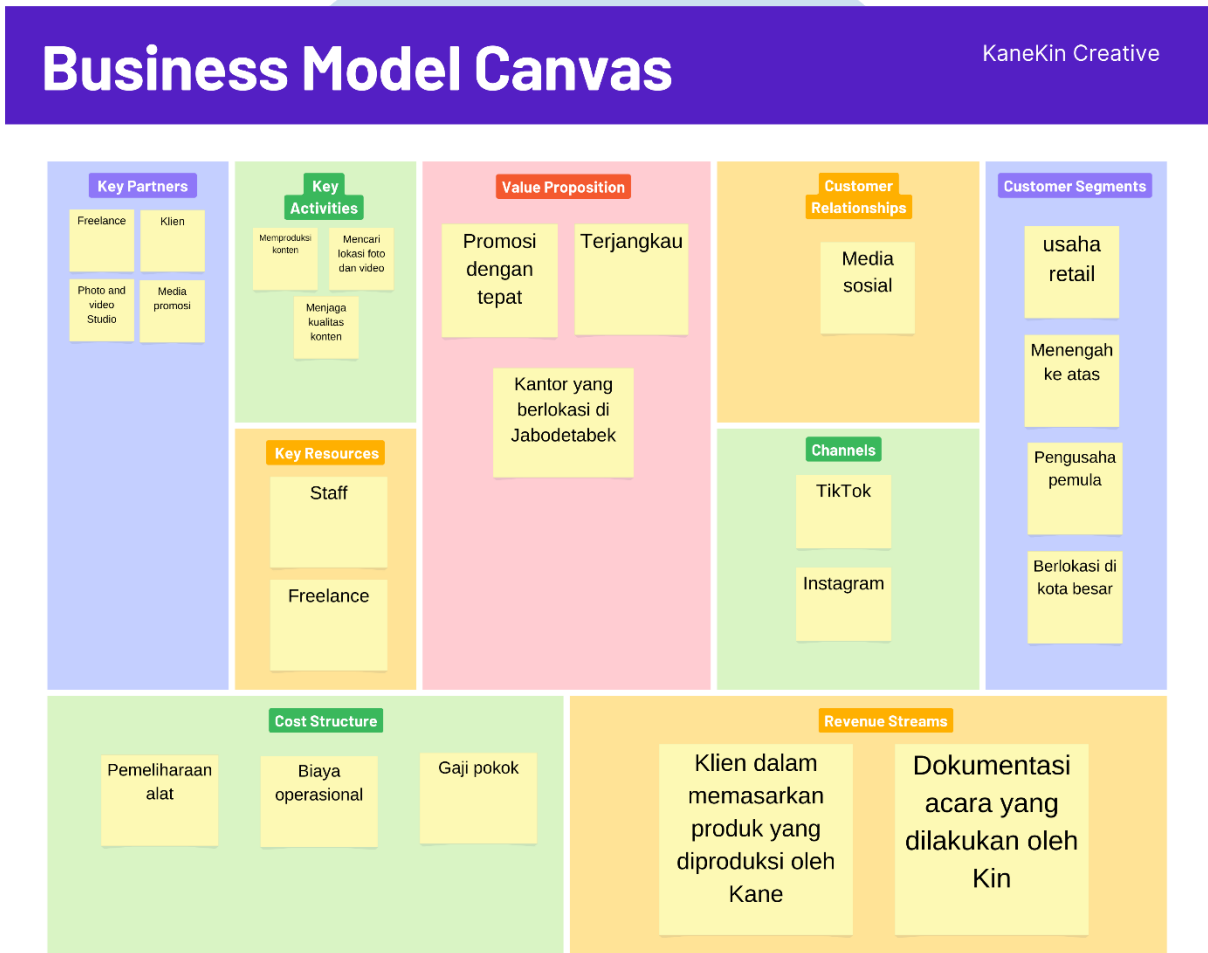 Business Model Canvas
KaneKin Creative
Key Partners
Freelance
Klien
Photo and
video
Studio
Media
promosi
Key
Activities
Memproduksi
konten
Mencari
lokasi foto
dan video
Menjaga
kualitas
konten
Key Resources
Staff
Freelance
Value Proposition
Promosi
dengan
tepat
Terjangkau
Kantor yang
berlokasi di
Jabodetabek
Customer
Relationships
Media
sosial
Channels
TikTok
Instagram
Customer Segments
usaha
retail
Menengah
ke atas
Pengusaha
pemula
Berlokasi di
kota besar
Cost Structure
Pemeliharaan
alat
Biaya
operasional
Gaji pokok
Revenue Streams
Klien dalam
memasarkan
produk yang
diproduksi oleh
Kane
Dokumentasi
acara yang
dilakukan oleh
Kin